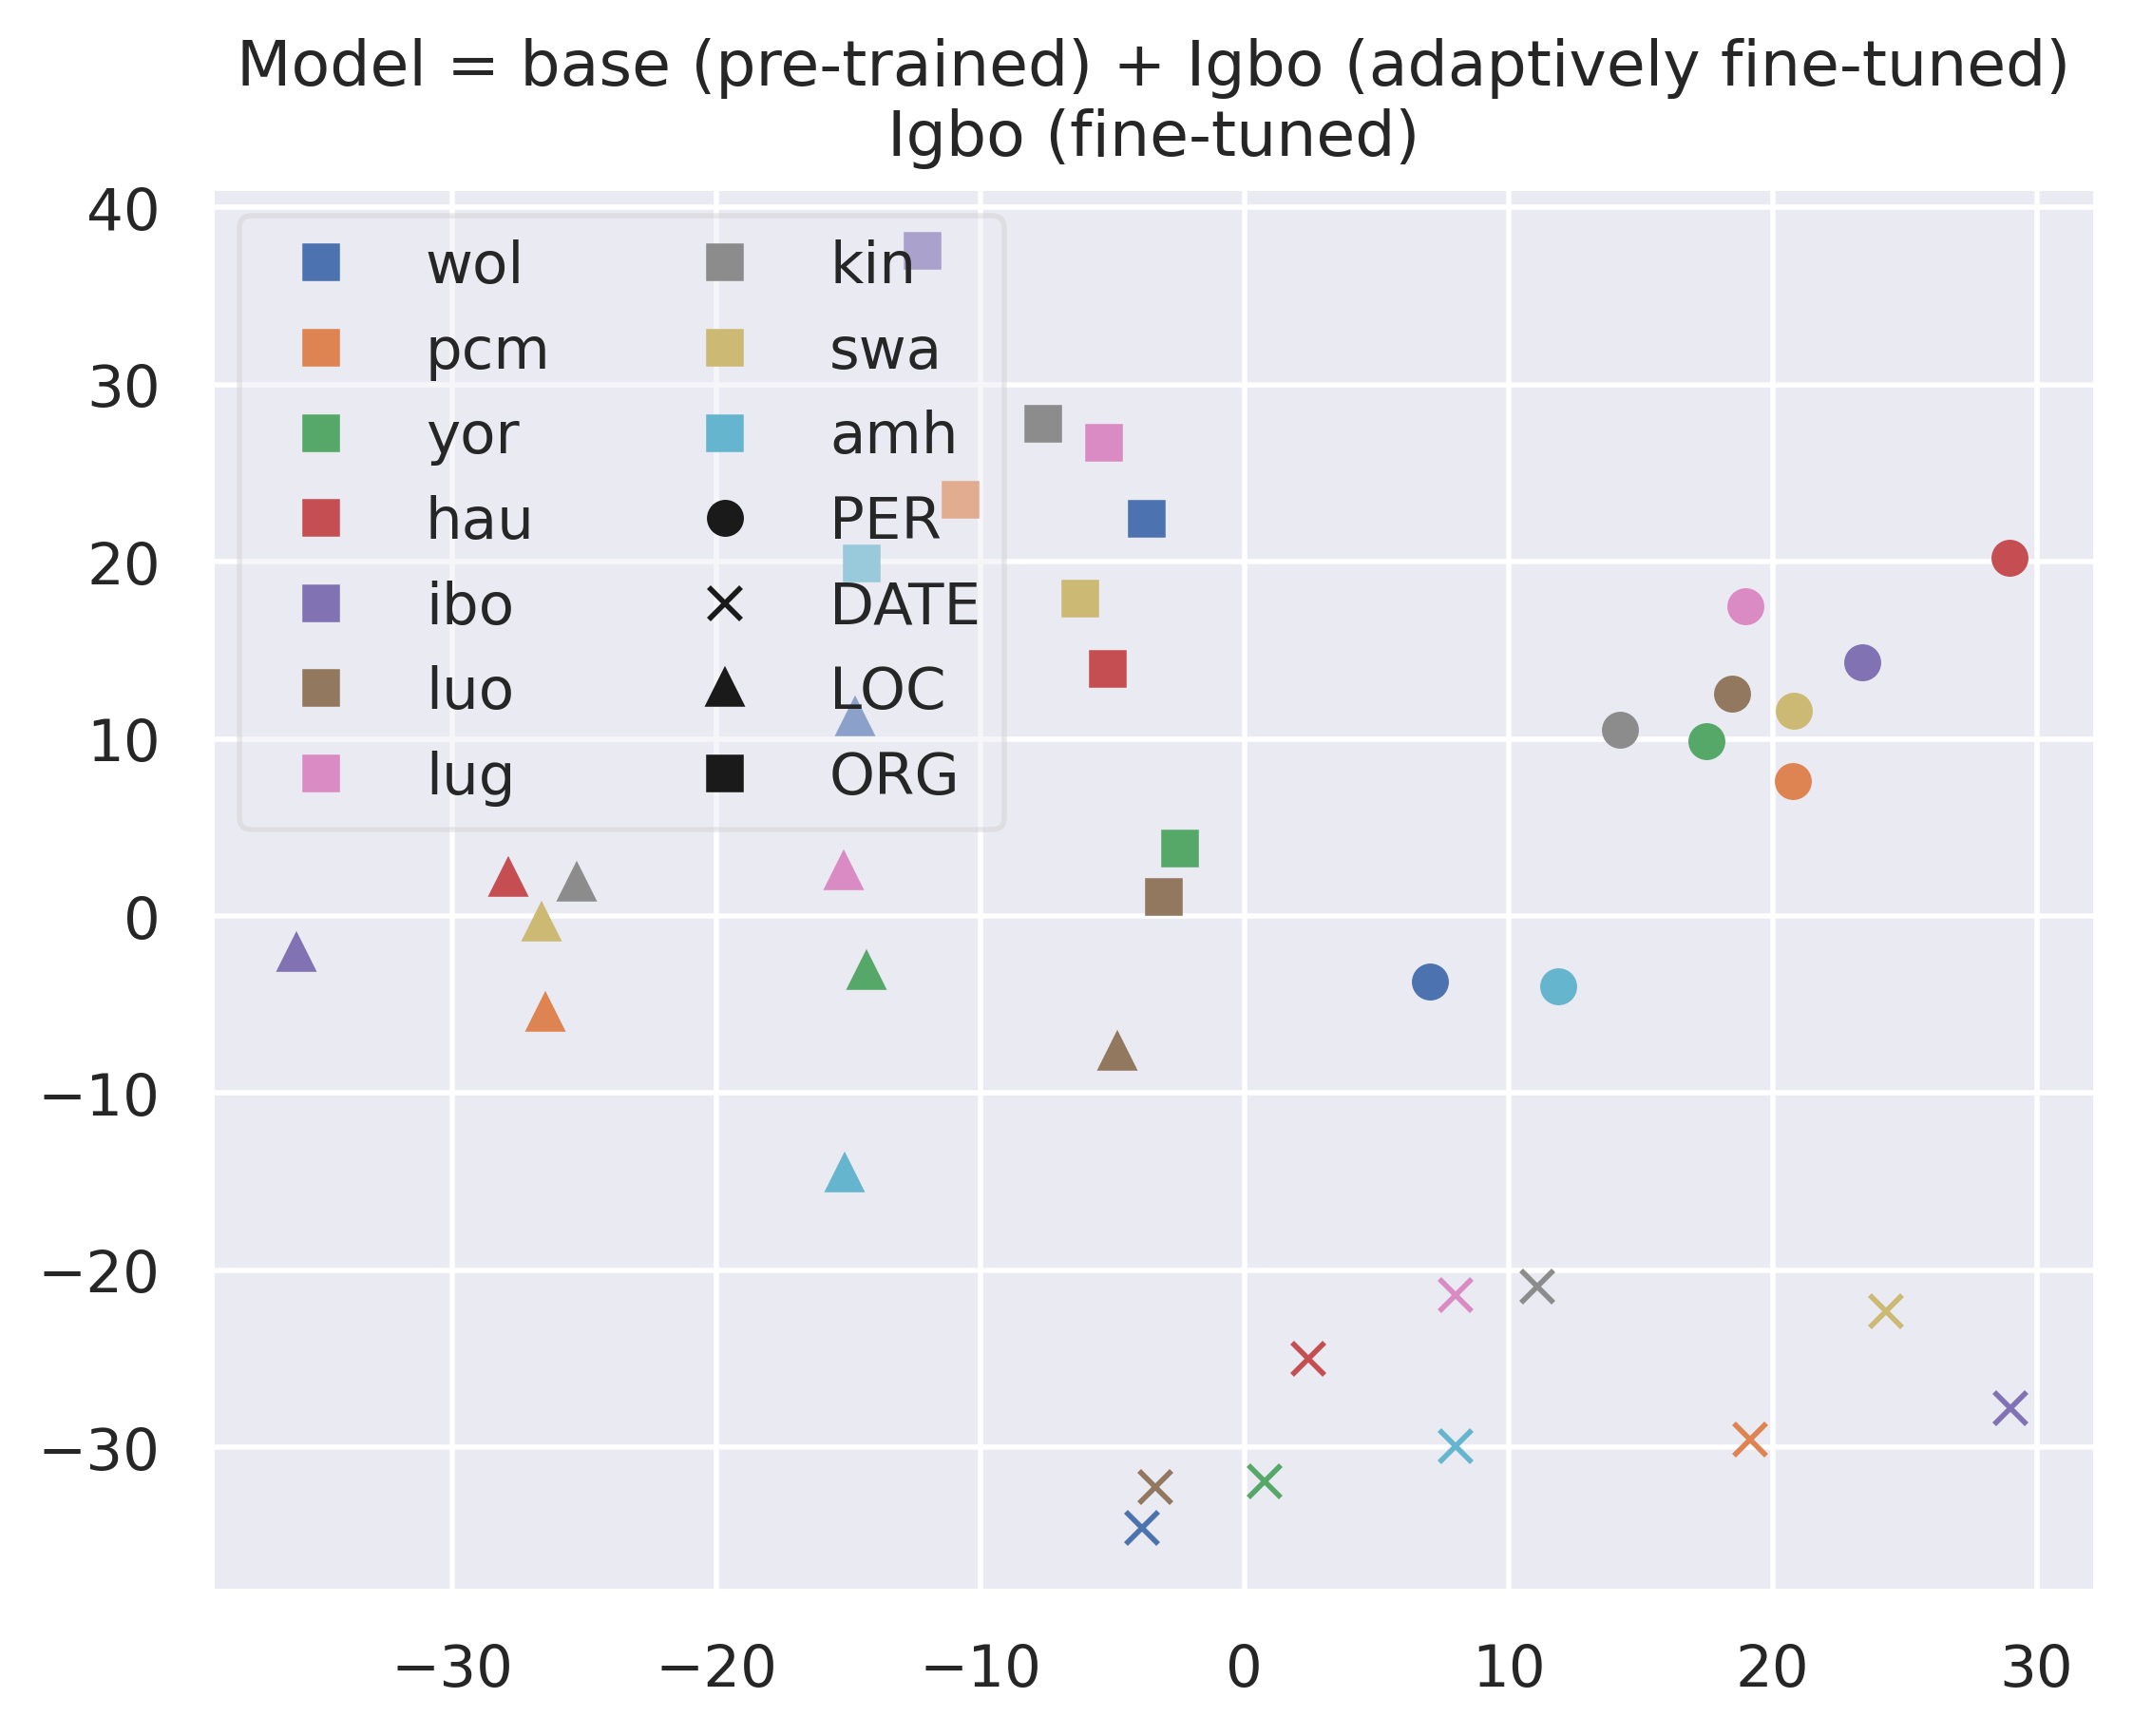 Model = base (pre-trained) + Igbo (adaptively fine-tuned)
Igbo (fine-tuned)
40
30
20
10
0
−10
−20
−30
wol
pcm
yor
hau
ibo
luo
lug
kin
swa
amh
PER
DATE
LOC
ORG
−30
−20
−10
0
10
20
30